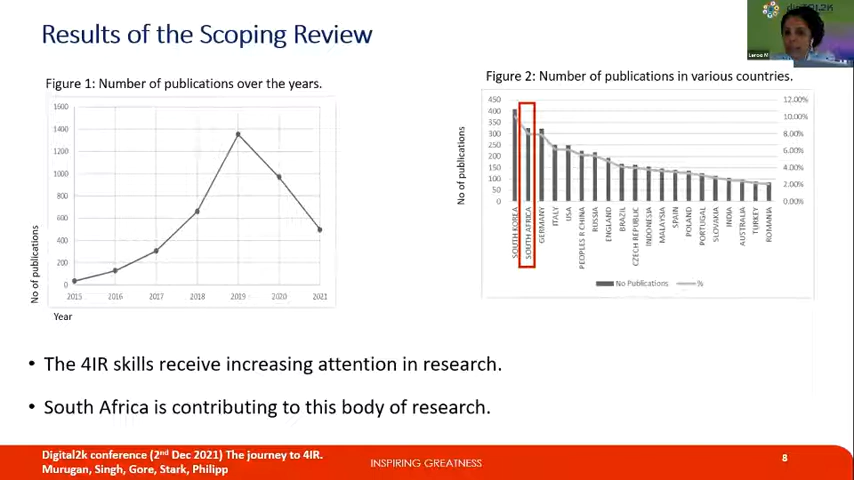 Results of the Scoping Review
Figure 1: Number of publications over the years.
No of publications
1600
1400
1200
1000
800
600
400
200
0
2015
2016
2017
2018
2019
2020
2021
Year
Figure 2: Number of publications in various countries.
No of publications
450
400
350
300
250
200
150
100
50
0
12.00%
10.00%
8.00%
6.00%
4.00%
2.00%
0.00%
SOUTH KOREA
SOUTH AFRICA
GERMANY
ITALY
USA
PEOPLES R CHINA
RUSSIA
ENGLAND
BRAZIL
CZECH REPUBLIC
INDONESIA
MALAYSIA
SPAIN
POLAND
PORTUGAL
SLOVAKIA
INDIA
AUSTRALIA
TURKEY
ROMANIA
No Publications
%
• The 4IR skills receive increasing attention in research.
• South Africa is contributing to this body of research.
Digital2k conference (2nd Dec 2021) The journey to 4IR.
Murugan, Singh, Gore, Stark, Philipp
INSPIRING GREATNESS
8